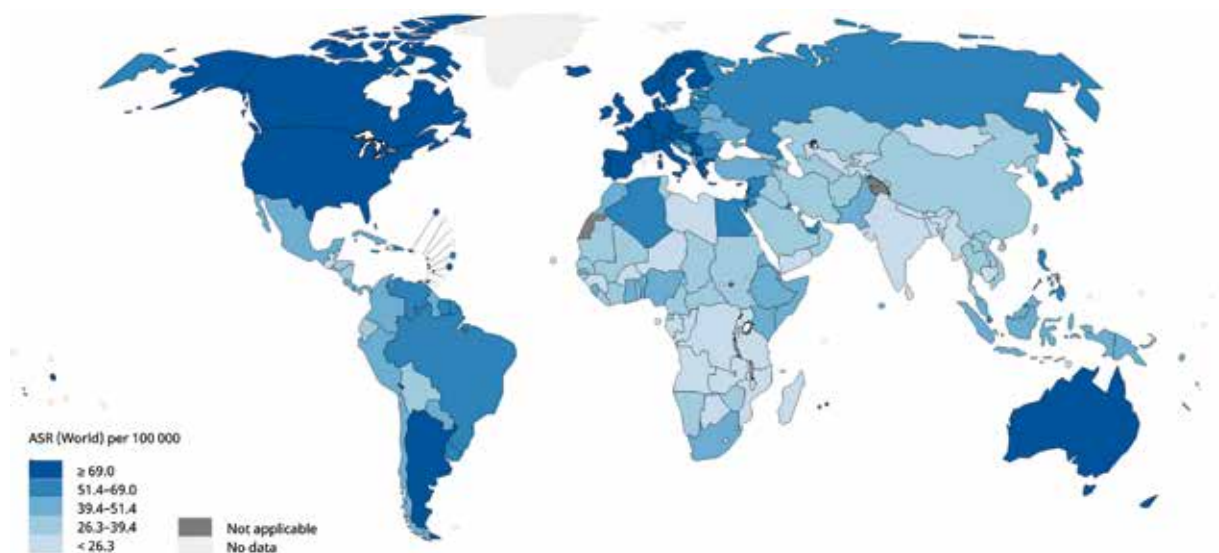 ASR (World) per 100 000
≥ 69.0
51.4–69.0
39.4–51.4
26.3–39.4
< 26.3
Not applicable
No data